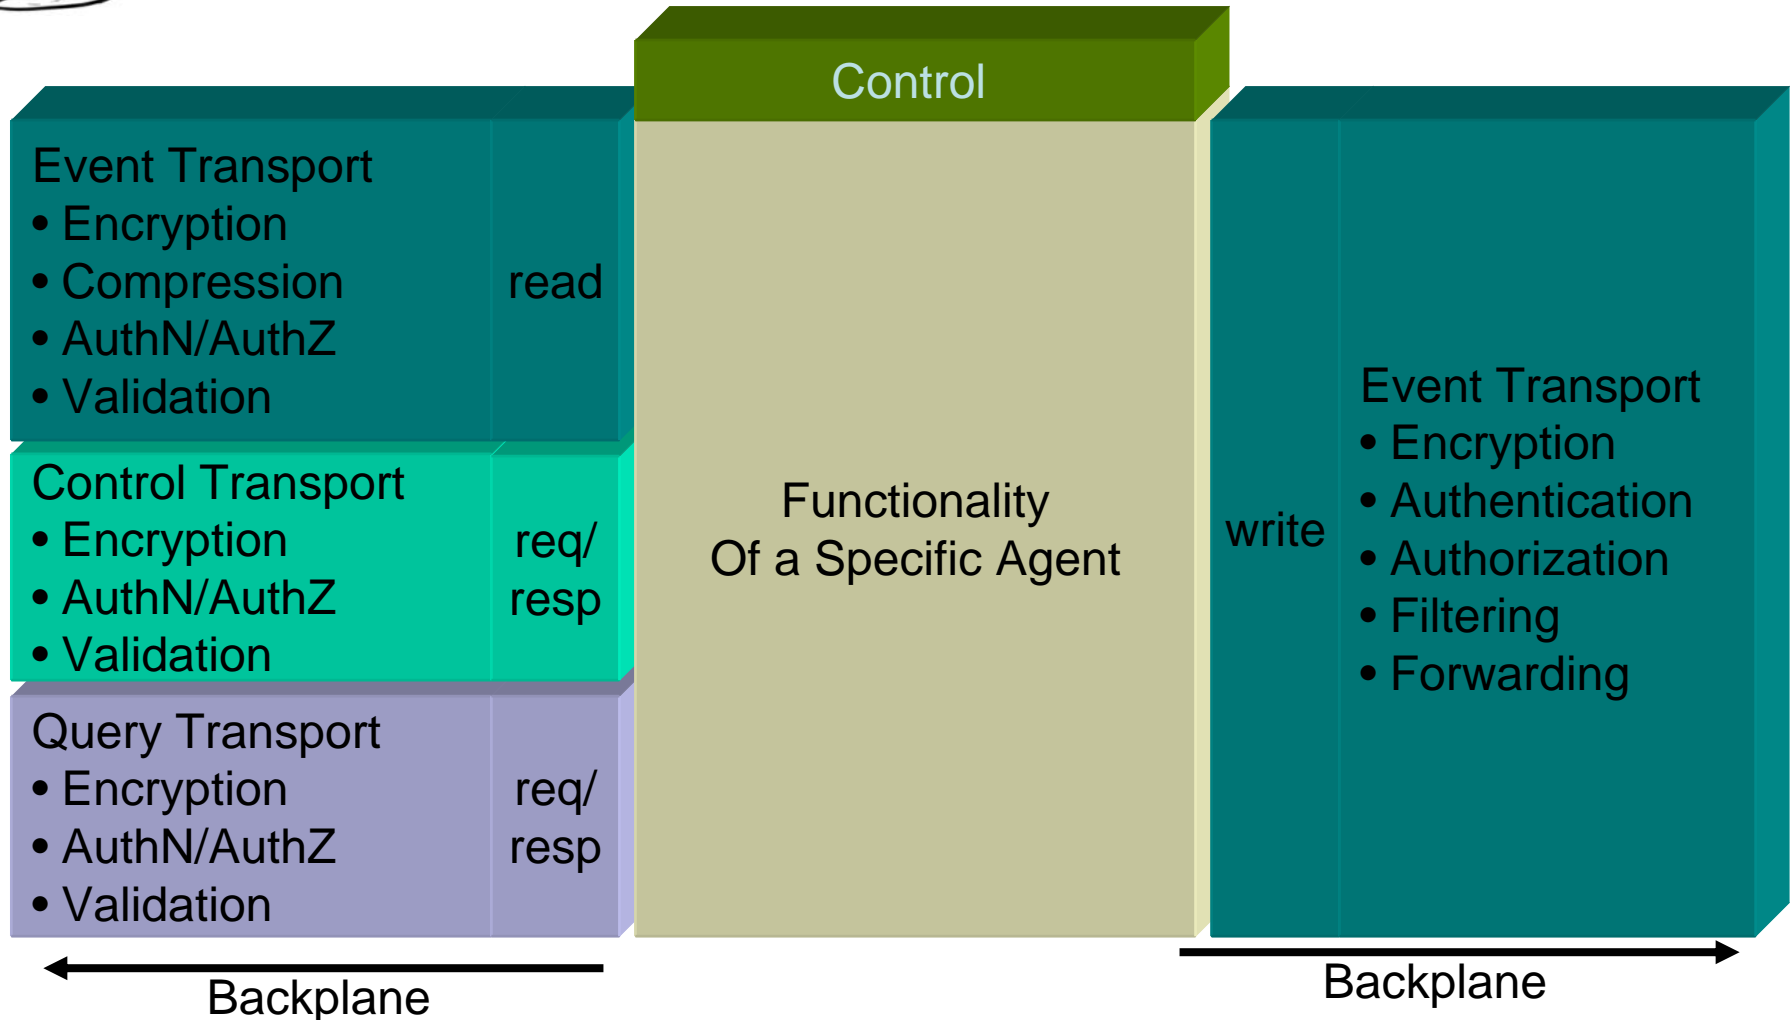 Control
Event Transport
• Encryption
• Compression
• AuthN/AuthZ
• Validation
read
Control Transport
• Encryption
• AuthN/AuthZ
• Validation
req/
resp
Query Transport
• Encryption
• AuthN/AuthZ
• Validation
req/
resp
Functionality
Of a Specific Agent
write
Event Transport
• Encryption
• Authentication
• Authorization
• Filtering
• Forwarding
Backplane
Backplane